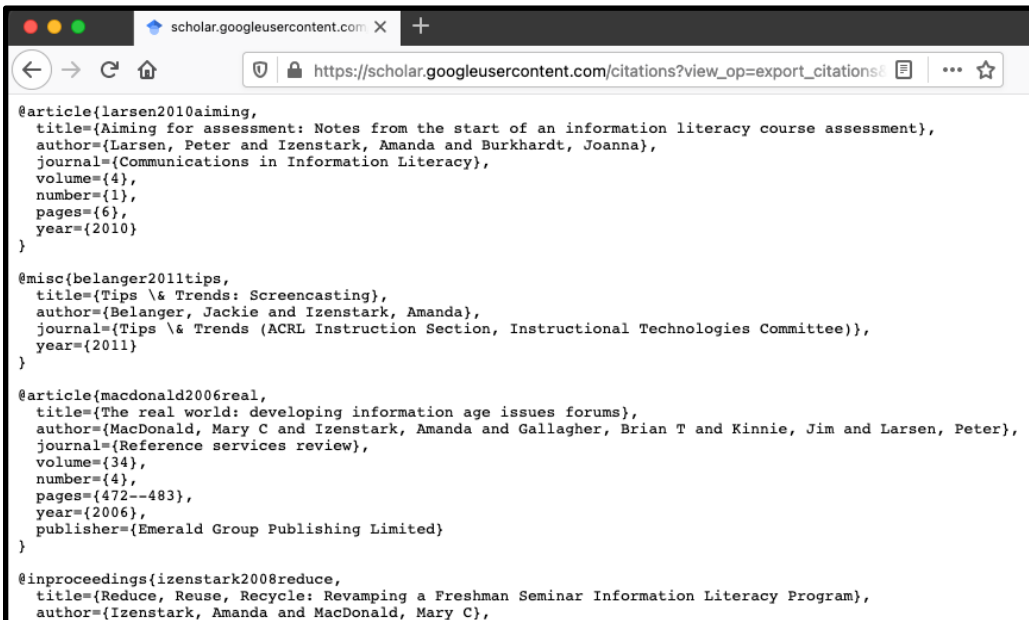 scholar.googleusercontent.com
https://scholar.googleusercontent.com/citations?view_op=export_citations&
@article{larsen2010aiming,
title={Aiming for assessment: Notes from the start of an information literacy course assessment},
author={Larsen, Peter and Izenstark, Amanda and Burkhardt, Joanna},
journal={Communications in Information Literacy},
volume={4},
number={1},
pages={6},
year={2010}
}
@misc{belanger2011tips,
title={Tips \& Trends: Screencasting},
author={Belanger, Jackie and Izenstark, Amanda},
journal={Tips \& Trends (ACRL Instruction Section, Instructional Technologies Committee)},
year={2011}
}
@article{macdonald2006real,
title={The real world: developing information age issues forums},
author={MacDonald, Mary C and Izenstark, Amanda and Gallagher, Brian T and Kinnie, Jim and Larsen, Peter},
journal={Reference services review},
volume={34},
number={4},
pages={472--483},
year={2006},
publisher={Emerald Group Publishing Limited}
}
@inproceedings{izenstark2008reduce,
title={Reduce, Reuse, Recycle: Revamping a Freshman Seminar Information Literacy Program},
author={Izenstark, Amanda and MacDonald, Mary C},